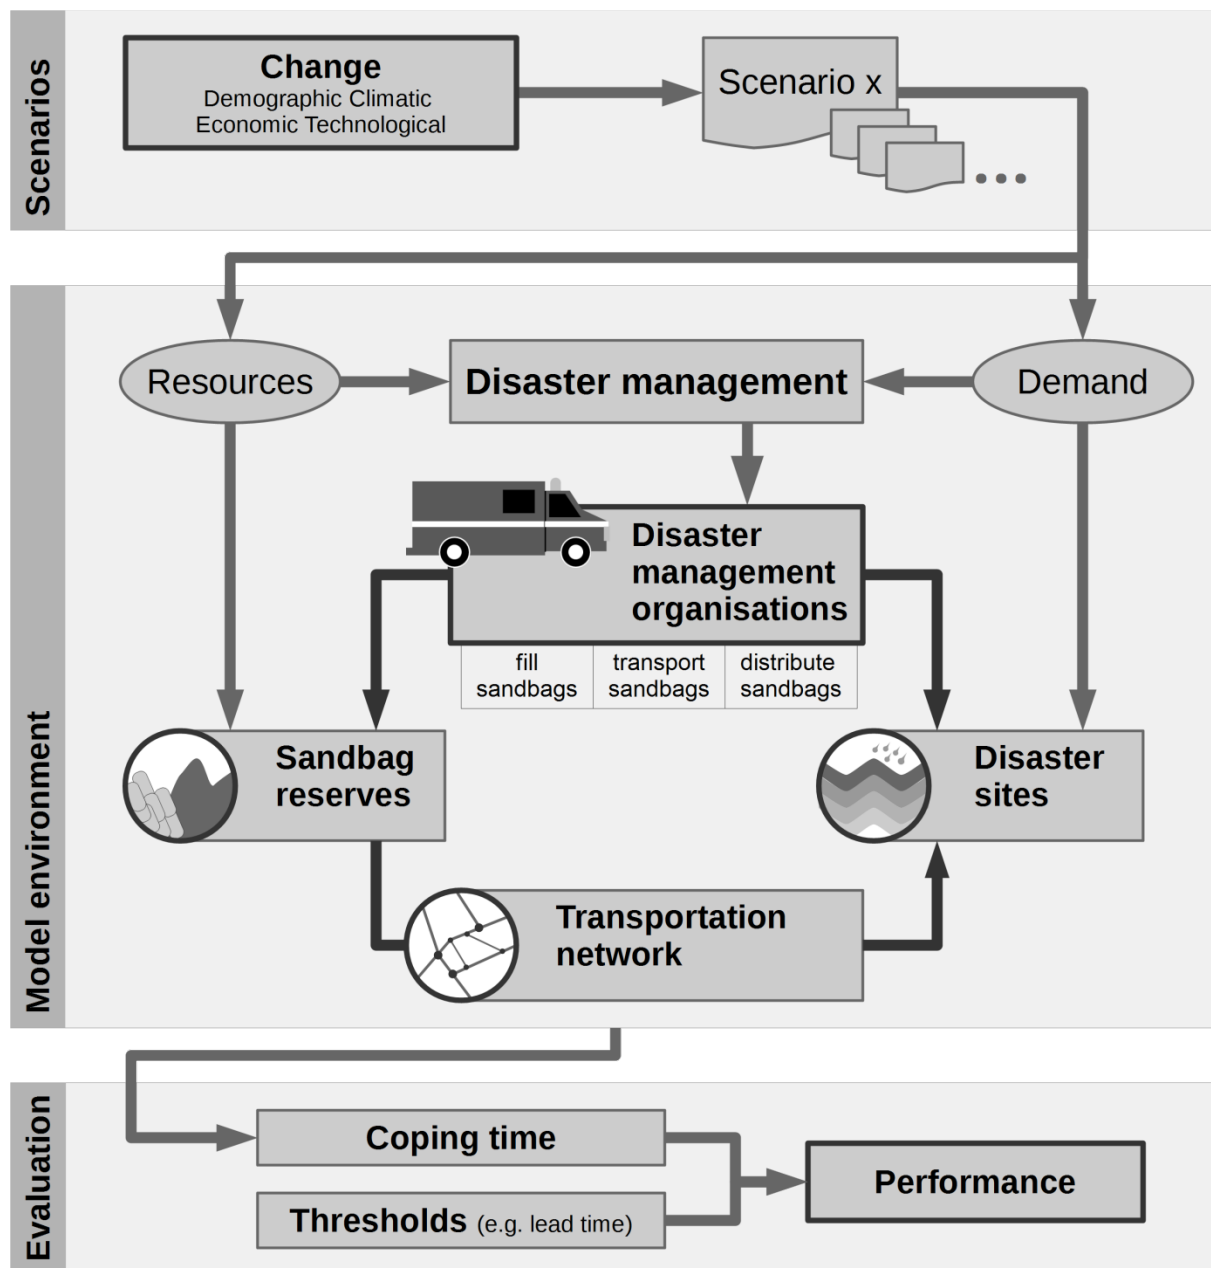 Scenarios
Change
Demographic Climatic
Economic Technological
Scenario x
...
Model environment
Resources
Disaster management
Demand
Disaster
management
organisations
fill
sandbags
transport
sandbags
distribute
sandbags
Sandbag
reserves
Disaster
sites
Transportation
network
Evaluation
Coping time
Thresholds (e.g. lead time)
Performance